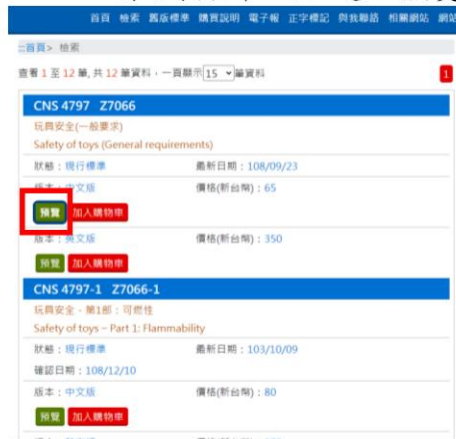 首頁 檢索 舊版標準 購買說明 電子報 正字標記 與我聯絡 相關網站 網站
:::首頁> 檢索
查看 1 至 12 筆, 共 12 筆資料，一頁顯示 15 筆資料
1
CNS 4797 Z7066
玩具安全(一般要求)
Safety of toys (General requirements)
狀態：現行標準 最新日期：108/09/23
版本：中文版 價格(新台幣)：65
預覽 加入購物車
版本：英文版 價格(新台幣)：350
預覽 加入購物車
CNS 4797-1 Z7066-1
玩具安全 - 第1部：可燃性
Safety of toys – Part 1: Flammability
狀態：現行標準 最新日期：103/10/09
確認日期：108/12/10
版本：中文版 價格(新台幣)：80
預覽 加入購物車